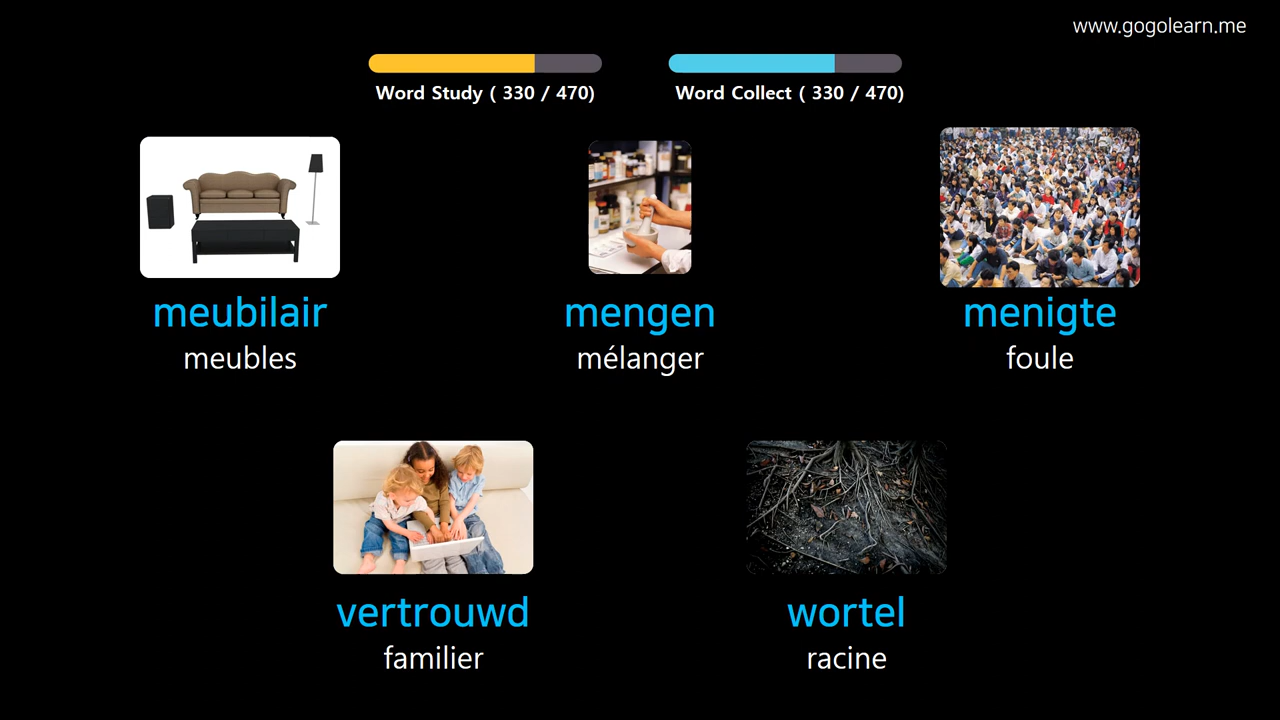 www.gogolearn.me
Word Study ( 330 / 470)
Word Collect ( 330 / 470)
meubilair
meubles
mengen
mélanger
menigte
foule
vertrouwd
familier
wortel
racine